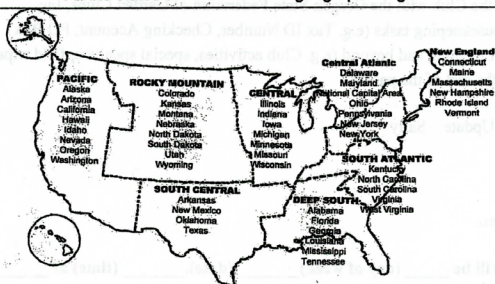 PACIFIC
Alaska
Arizona
California
Hawaii
Idaho
Nevada
Oregon
Washington
ROCKY MOUNTAIN
Colorado
Kansas
Montana
Nebraska
North Dakota
South Dakota
Utah
Wyoming
CENTRAL
Illinois
Indiana
Iowa
Michigan
Minnesota
Missouri
Wisconsin
Central Atlantic
Delaware
Maryland
National Capital Area
Ohio
Pennsylvania
New Jersey
New York
New England
Connecticut
Maine
Massachusetts
New Hampshire
Rhode Island
Vermont
SOUTH CENTRAL
Arkansas
New Mexico
Oklahoma
Texas
DEEP SOUTH
Alabama
Florida
Georgia
Louisiana
Mississippi
Tennessee
SOUTH ATLANTIC
Kentucky
North Carolina
South Carolina
Virginia
West Virginia